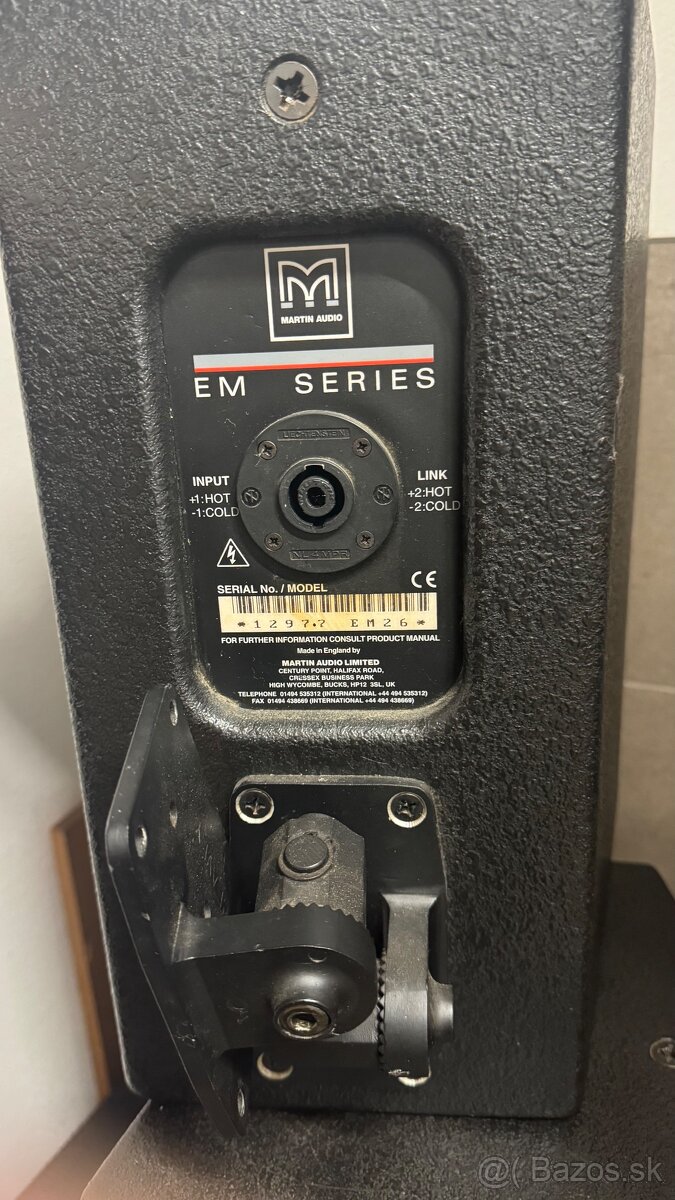 MARTIN AUDIO
EM SERIES
LIECHTENSTEIN
INPUT
+1:HOT
-1:COLD
LINK
+2:HOT
-2:COLD
NL4MPR
CE
SERIAL No. / MODEL
*12977 EM26*
FOR FURTHER INFORMATION CONSULT PRODUCT MANUAL
Made in England by
MARTIN AUDIO LIMITED
CENTURY POINT, HALIFAX ROAD,
CRESSEX BUSINESS PARK
HIGH WYCOMBE, BUCKS, HP12 3SL, UK
TELEPHONE 01494 535312 (INTERNATIONAL +44 494 535312)
FAX 01494 438669 (INTERNATIONAL +44 494 438669)
@( Bazos.sk